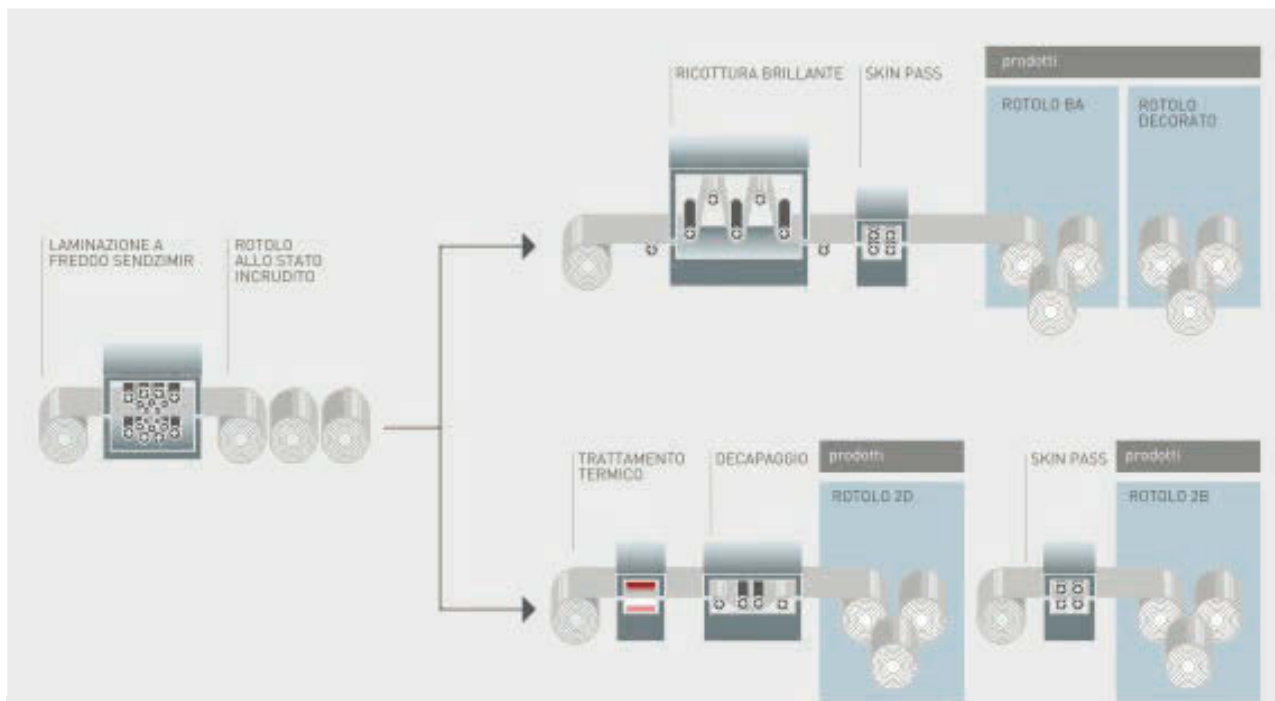 RICOTTURA BRILLANTE
SKIN PASS
prodotti
ROTOLO BA
ROTOLO
DECORATO
LAMINAZIONE A
FREDDO SENDZIMIR
ROTOLO
ALLO STATO
INCRUDITO
TRATTAMENTO
TERMICO
DECAPAGGIO
prodotti
ROTOLO 2D
SKIN PASS
prodotti
ROTOLO 2B